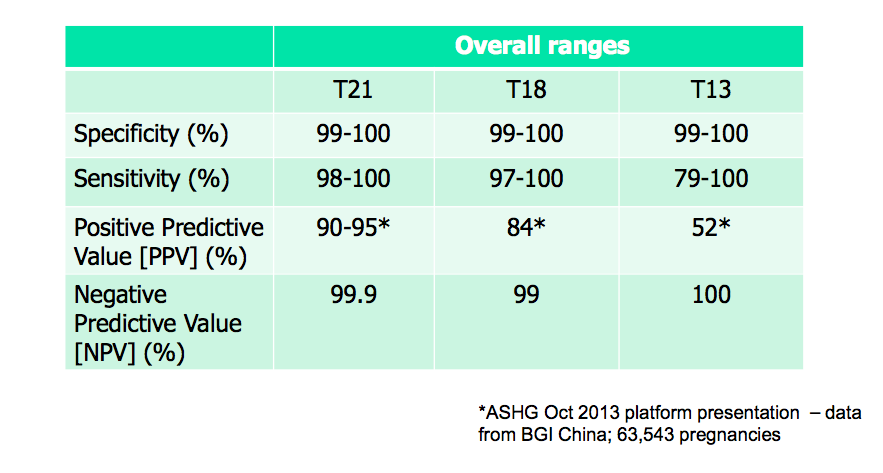 Overall ranges
T21 T18 T13
Specificity (%) 99-100 99-100 99-100
Sensitivity (%) 98-100 97-100 79-100
Positive Predictive 90-95* 84* 52*
Value [PPV] (%)
Negative 99.9 99 100
Predictive Value
[NPV] (%)
*ASHG Oct 2013 platform presentation – data
from BGI China; 63,543 pregnancies